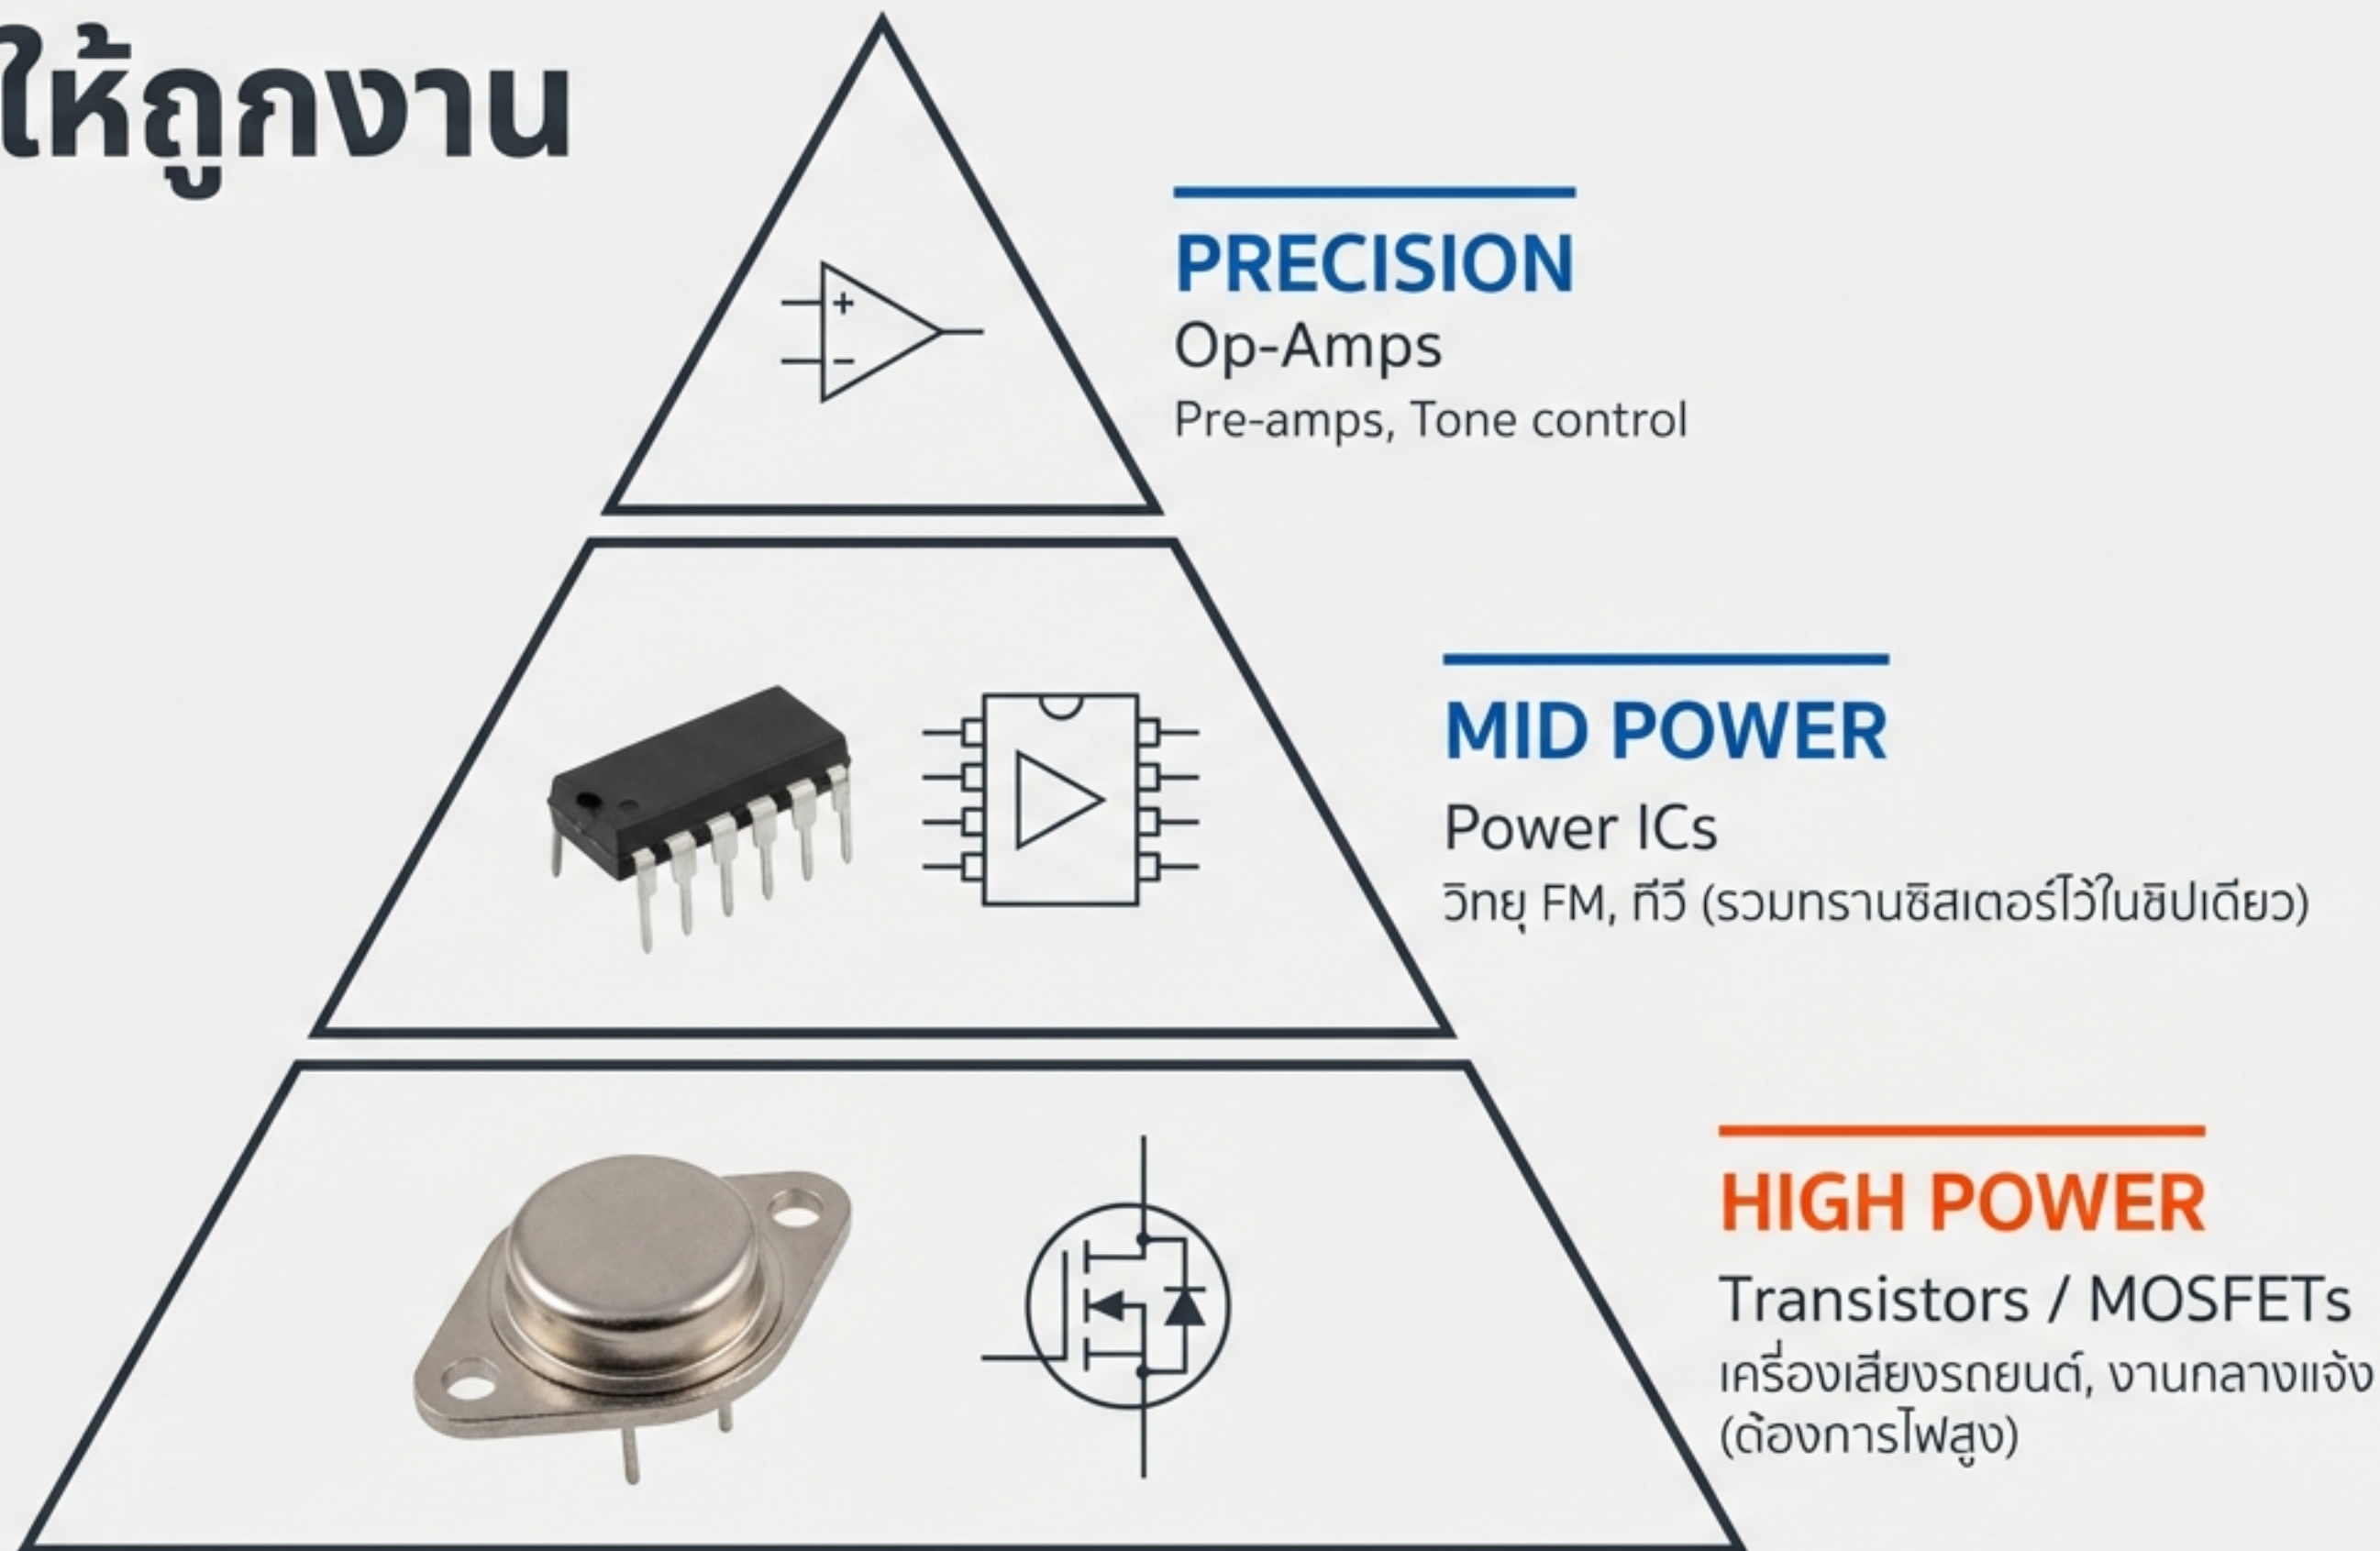 ให้ถูกงาน
PRECISION
Op-Amps
Pre-amps, Tone control
MID POWER
Power ICs
วิทยุ FM, ทีวี (รวมทรานซิสเตอร์ไว้ในชิปเดียว)
HIGH POWER
Transistors / MOSFETs
เครื่องเสียงรถยนต์, งานกลางแจ้ง
(ต้องการไฟสูง)